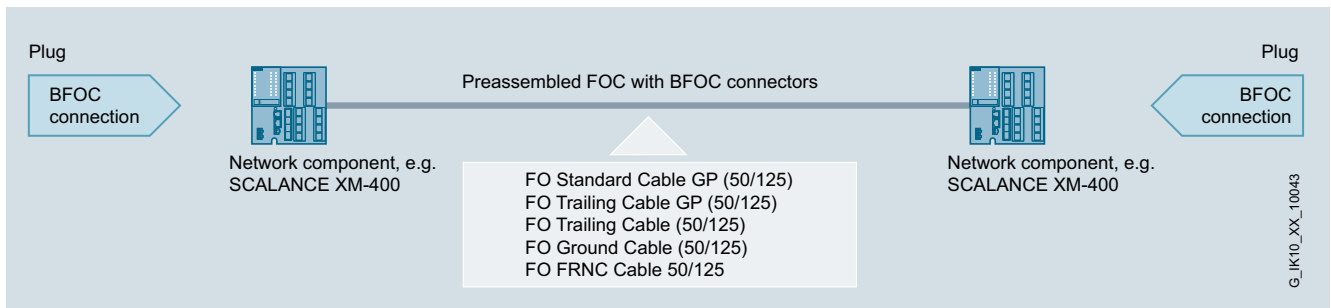 Plug
BFOC
connection
Network component, e.g.
SCALANCE XM-400
Preassembled FOC with BFOC connectors
FO Standard Cable GP (50/125)
FO Trailing Cable GP (50/125)
FO Trailing Cable (50/125)
FO Ground Cable (50/125)
FO FRNC Cable 50/125
Plug
BFOC
connection
Network component, e.g.
SCALANCE XM-400
G_IK10_XX_10043